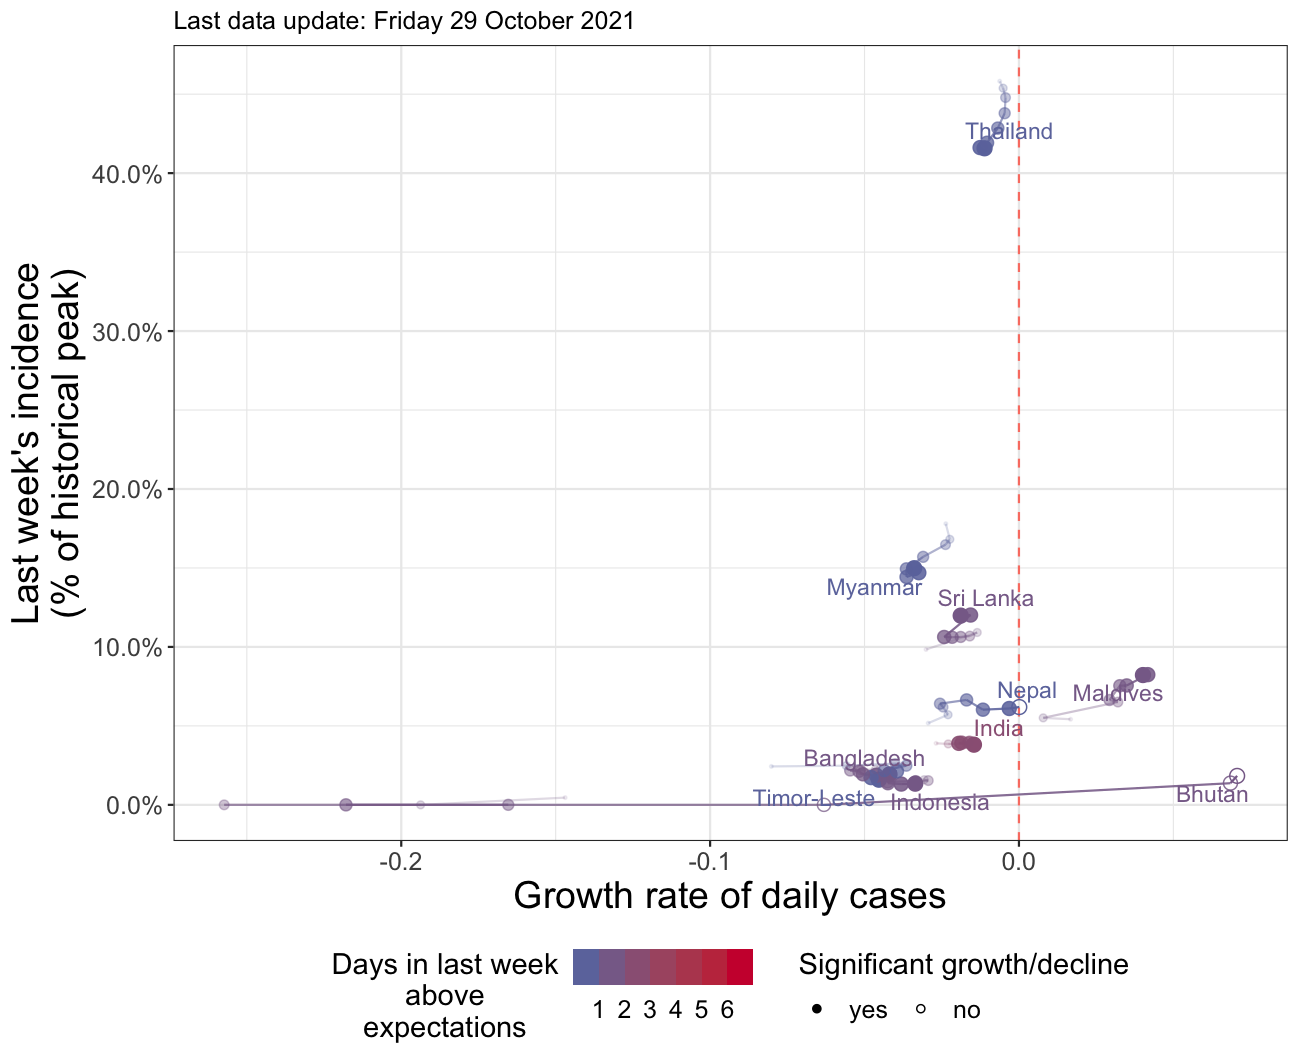 Last data update: Friday 29 October 2021
Last week's incidence
(% of historical peak)
40.0%
30.0%
20.0%
10.0%
0.0%
Thailand
Myanmar
Sri Lanka
Nepal
Maldives
India
Bangladesh
Timor-Leste
Indonesia
Bhutan
-0.2
-0.1
0.0
Growth rate of daily cases
Days in last week
above
expectations
1 2 3 4 5 6
Significant growth/decline
yes
no